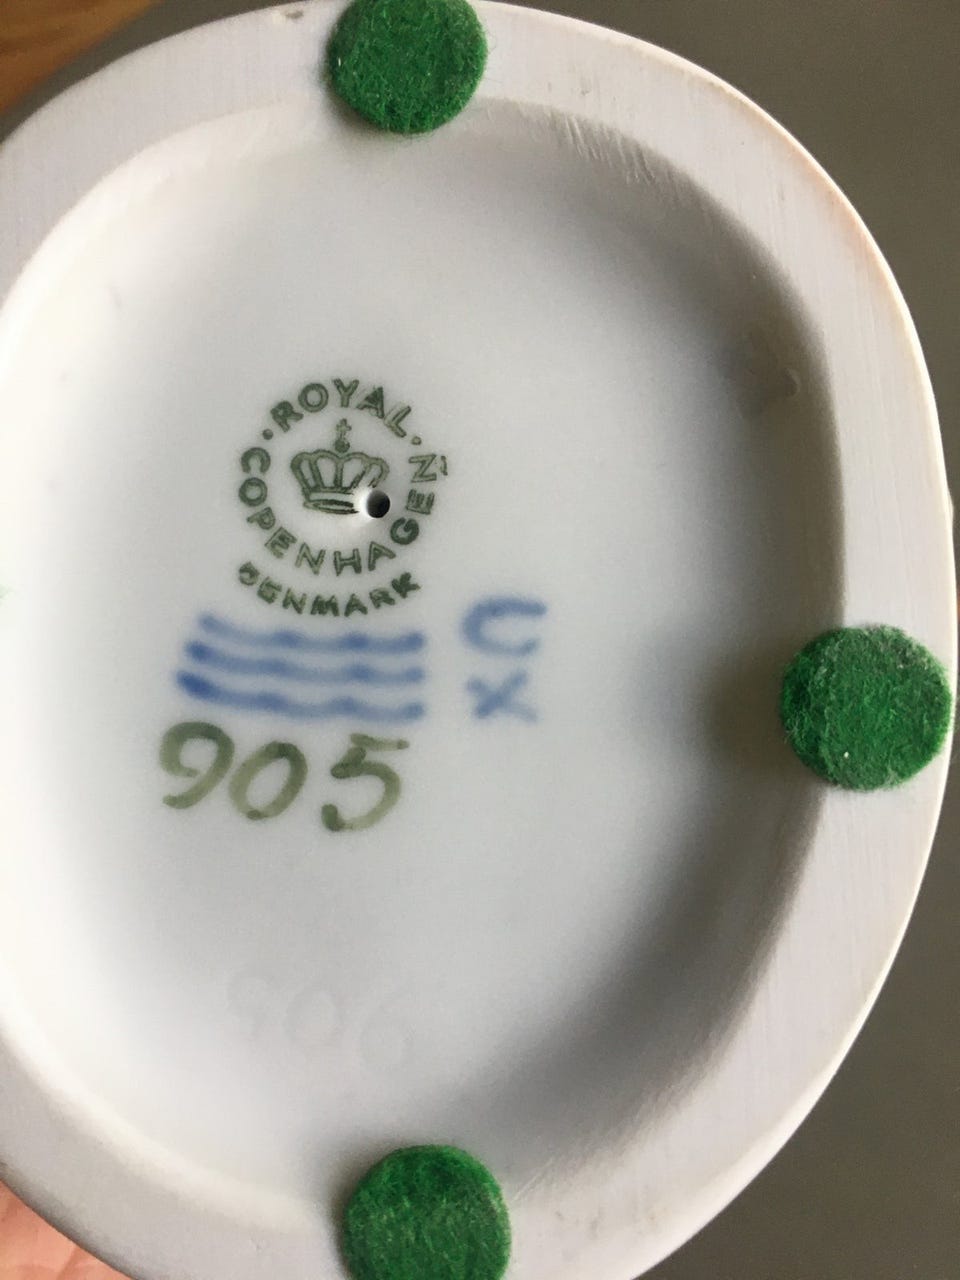 ROYAL
COPENHAGEN
DENMARK
905